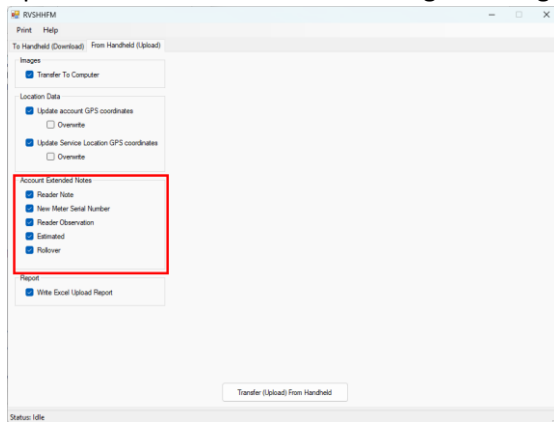 RVSHHFM
Print Help
To Handheld (Download) From Handheld (Upload)
Images
Transfer To Computer
Location Data
Update account GPS coordinates
Overwrite
Update Service Location GPS coordinates
Overwrite
Account Extended Notes
Reader Note
New Meter Serial Number
Reader Observation
Estimated
Rollover
Report
Write Excel Upload Report
Transfer (Upload) From Handheld
Status: Idle